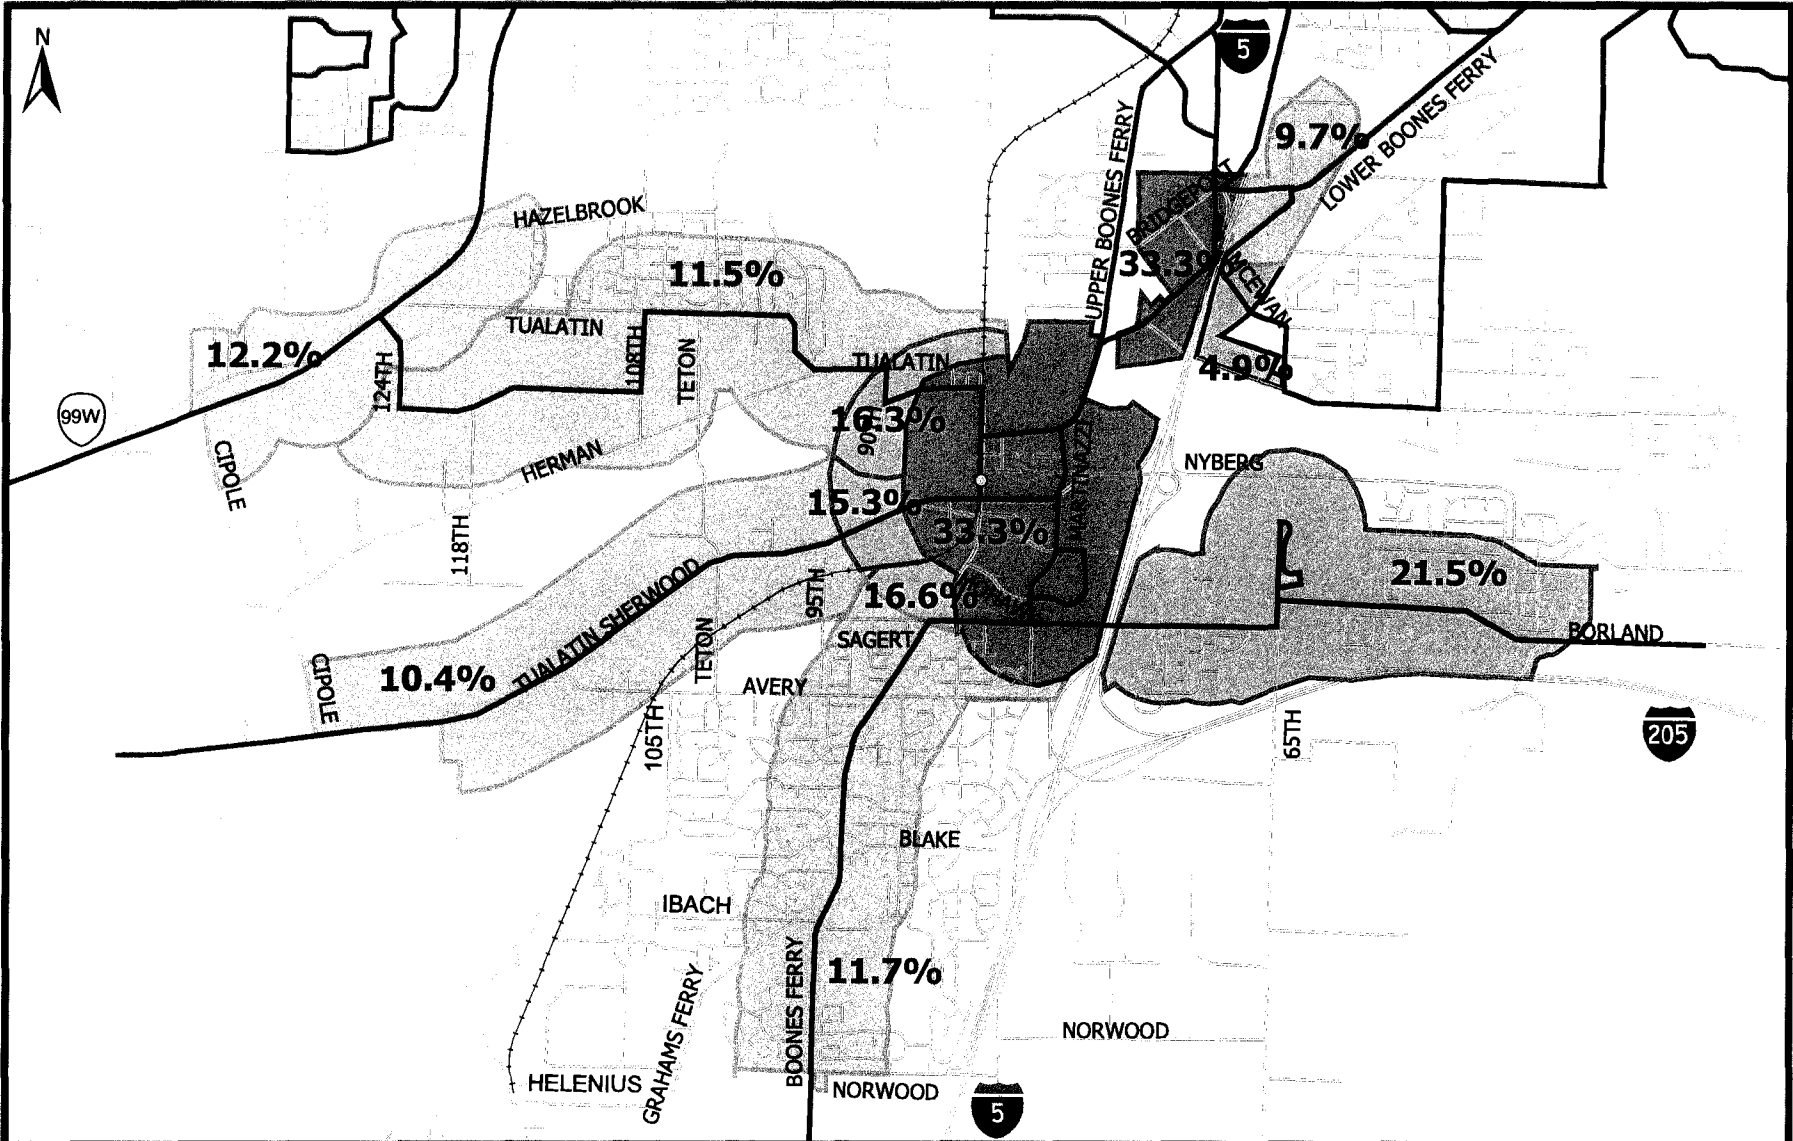 N
5
LOWER BOONES FERRY
9.7%
UPPER BOONES FERRY
BRIDGEPORT
HAZELBROOK
33.3%
MCEWAN
11.5%
TUALATIN
12.2%
124TH
108TH
TETON
TUALATIN
4.9%
99W
16.3%
90TH
MARTINAZZI
CIPOLE
HERMAN
NYBERG
15.3%
118TH
33.3%
21.5%
95TH
16.6%
TUALATIN SHERWOOD
TETON
SAGERT
BORLAND
CIPOLE
10.4%
AVERY
105TH
65TH
205
BLAKE
IBACH
11.7%
BOONES FERRY
GRAHAMS FERRY
NORWOOD
HELENIUS
NORWOOD
5